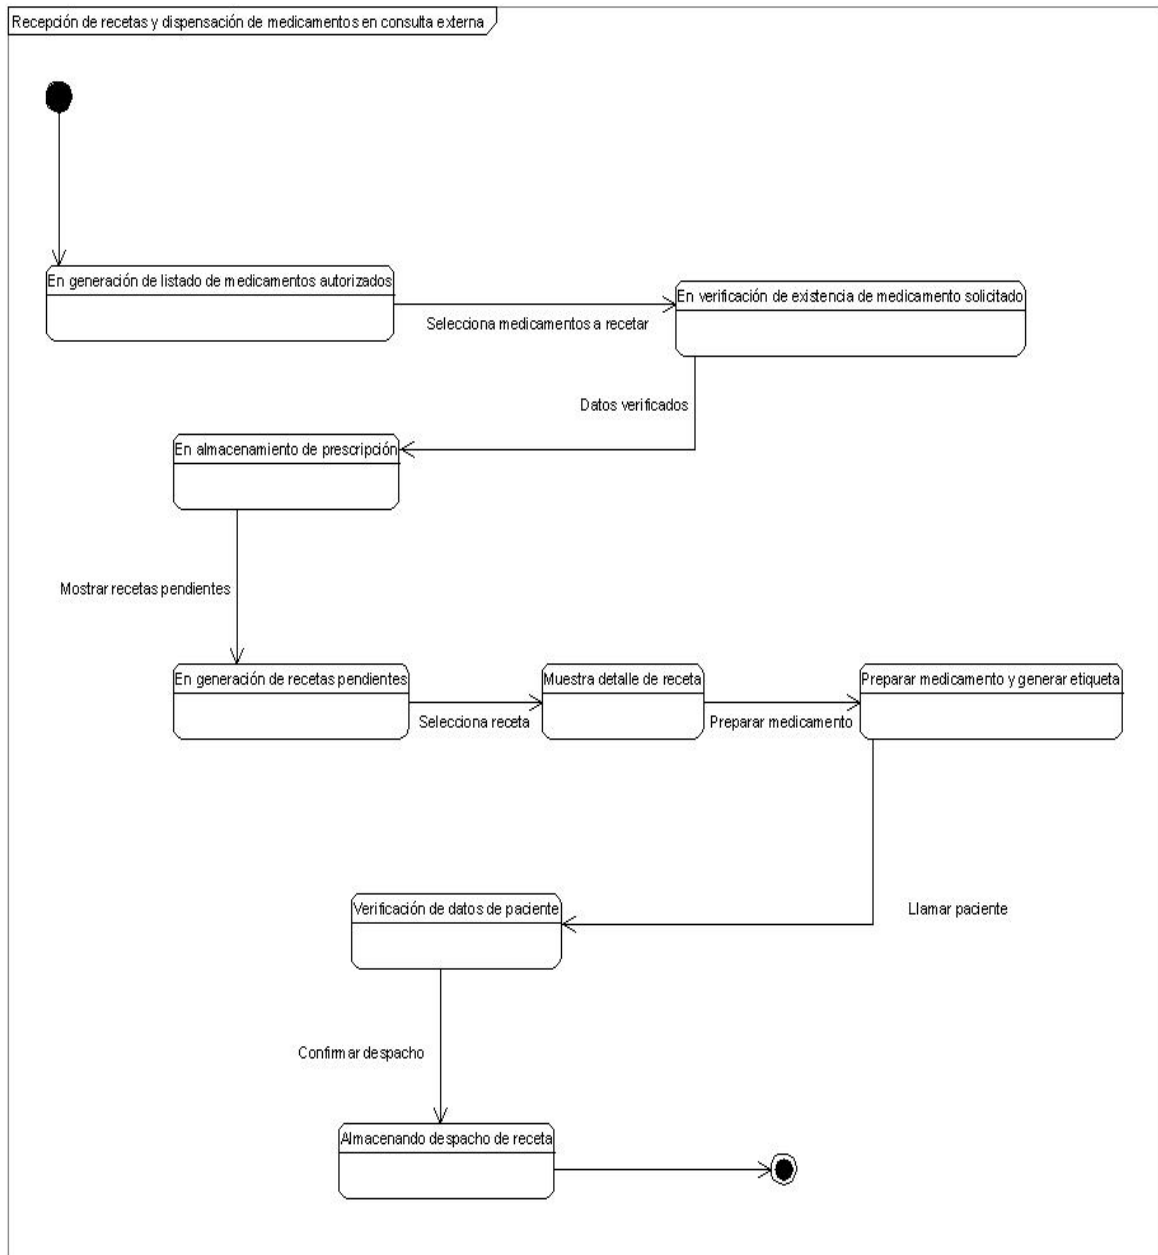 Recepción de recetas y dispensación de medicamentos en consulta externa
En generación de listado de medicamentos autorizados
En verificación de existencia de medicamento solicitado
Selecciona medicamentos a recetar
Datos verificados
En almacenamiento de prescripción
Mostrar recetas pendientes
En generación de recetas pendientes
Muestra detalle de receta
Preparar medicamento y generar etiqueta
Selecciona receta
Preparar medicamento
Verificación de datos de paciente
Llamar paciente
Confirmar despacho
Almacenando despacho de receta